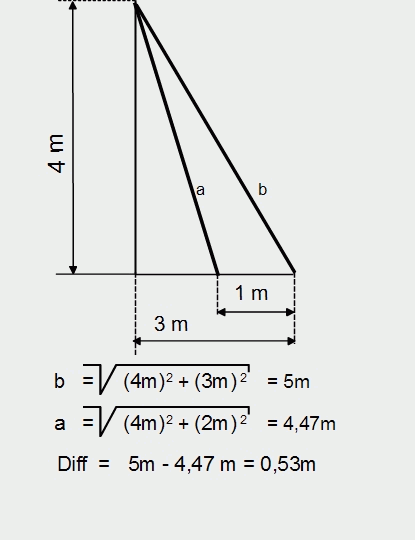 4 m
a
b
1 m
3 m
b = √(4m)² + (3m)² = 5m
a = √(4m)² + (2m)² = 4,47m
Diff = 5m - 4,47 m = 0,53m